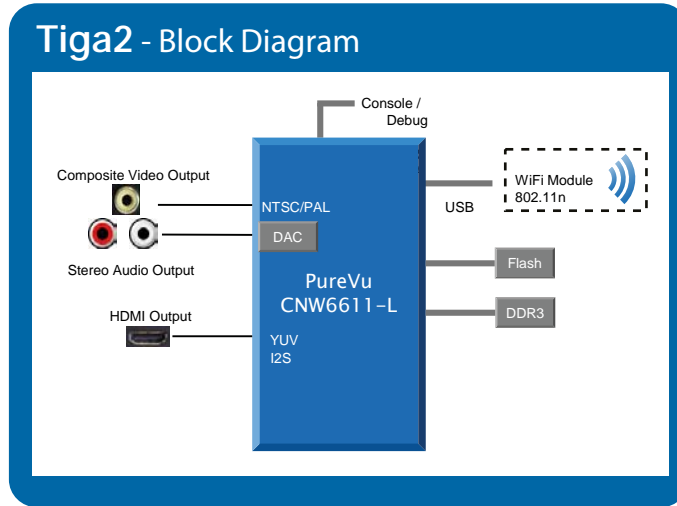 Tiga2 - Block Diagram
Console /
Debug
Composite Video Output
NTSC/PAL
DAC
Stereo Audio Output
HDMI Output
YUV
I2S
PureVu
CNW6611-L
USB
WiFi Module
802.11n
Flash
DDR3